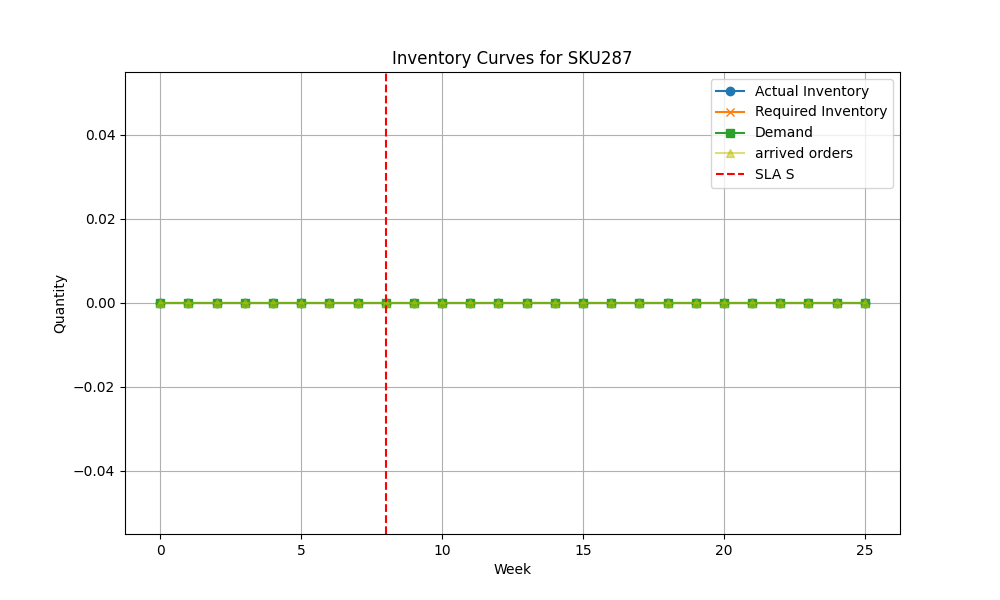 Inventory Curves for SKU287
Actual Inventory
Required Inventory
Demand
arrived orders
SLA S
0.04
0.02
0.00
−0.02
−0.04
Quantity
0
5
10
15
20
25
Week